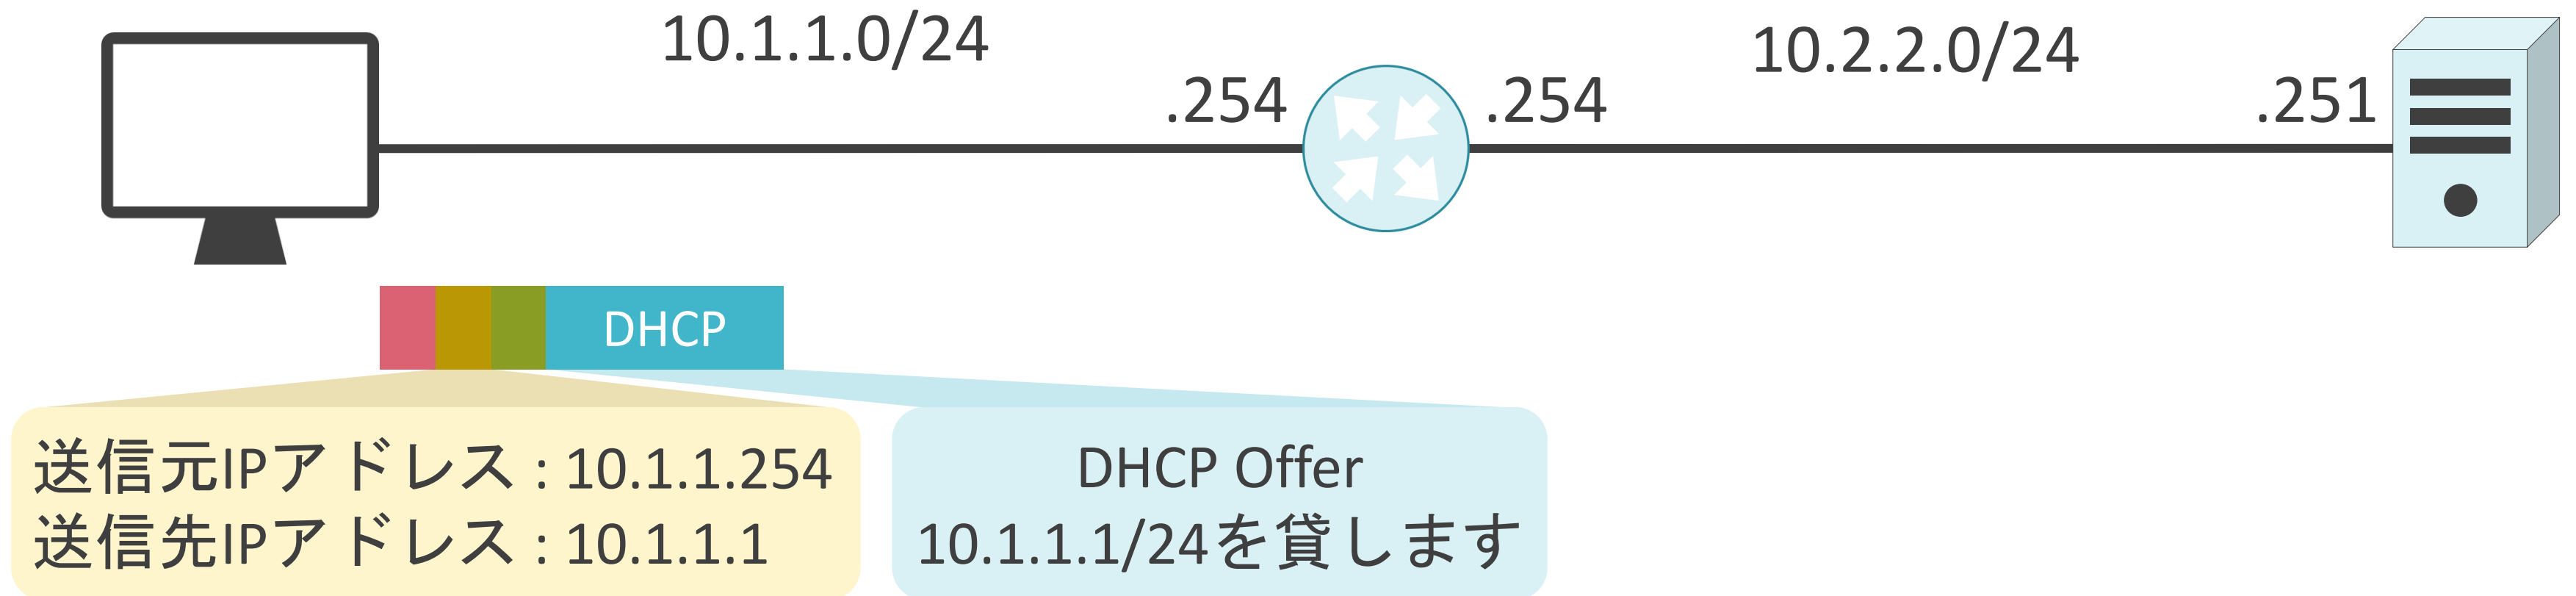 10.1.1.0/24
10.2.2.0/24
.254
.254
.251
DHCP
送信元IPアドレス : 10.1.1.254
送信先IPアドレス : 10.1.1.1
DHCP Offer
10.1.1.1/24を貸します